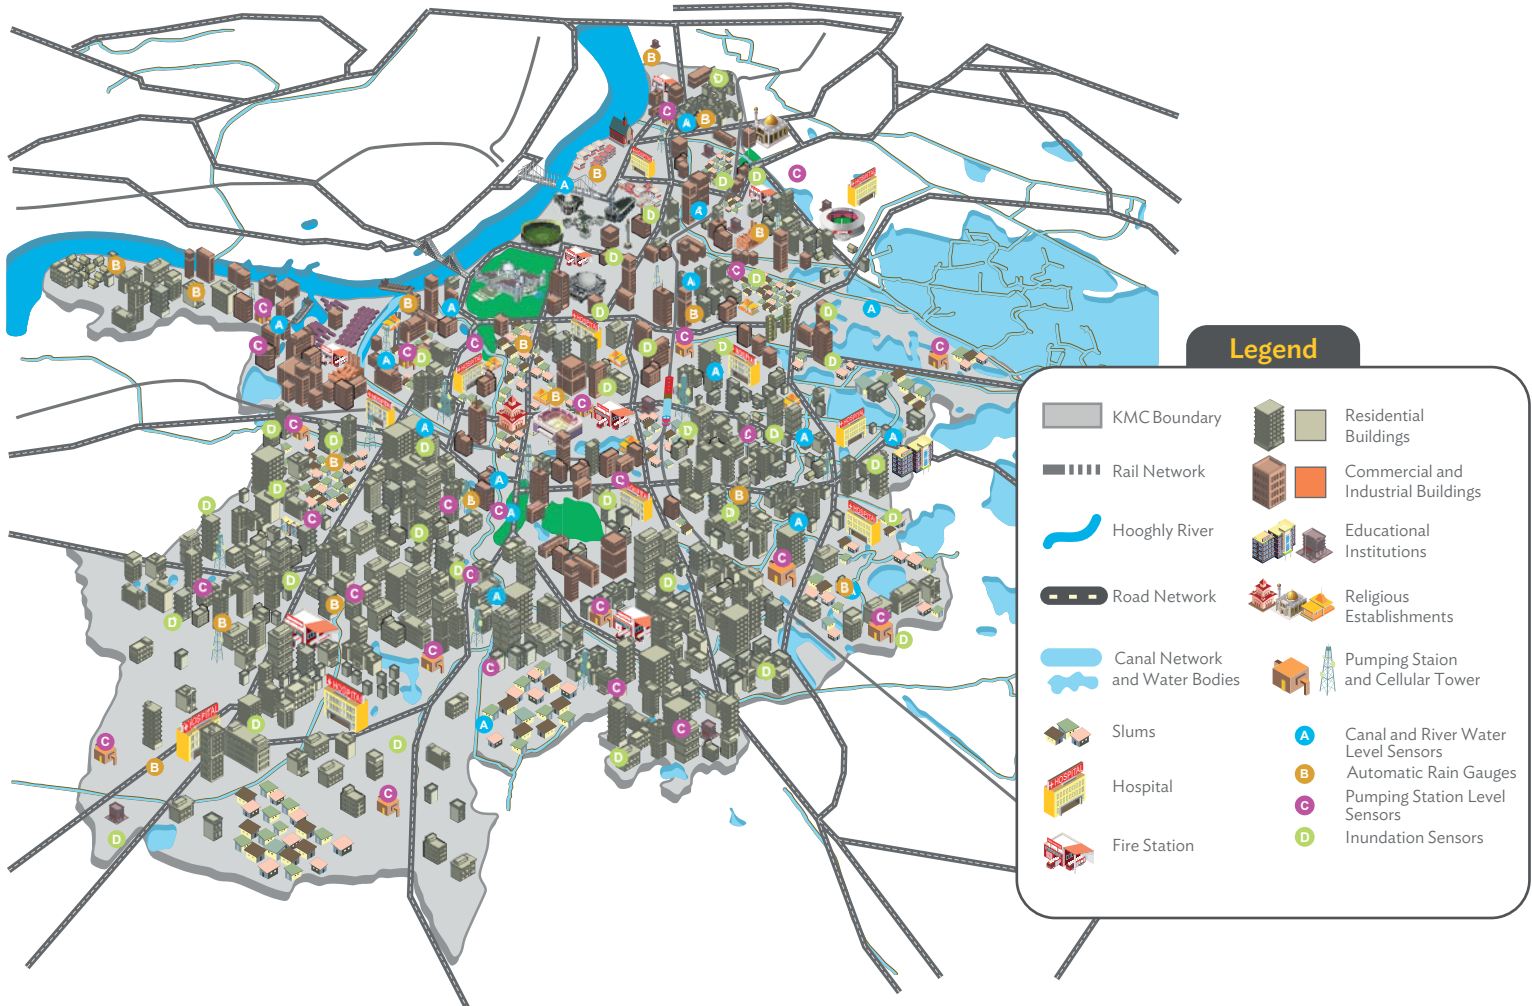 Legend
KMC Boundary
Rail Network
Hooghly River
Road Network
Canal Network
and Water Bodies
Slums
HOSPITAL
Hospital
Fire Station
Residential
Buildings
Commercial and
Industrial Buildings
Educational
Institutions
Religious
Establishments
Pumping Staion
and Cellular Tower
A
Canal and River Water
Level Sensors
B
Automatic Rain Gauges
C
Pumping Station Level
Sensors
D
Inundation Sensors